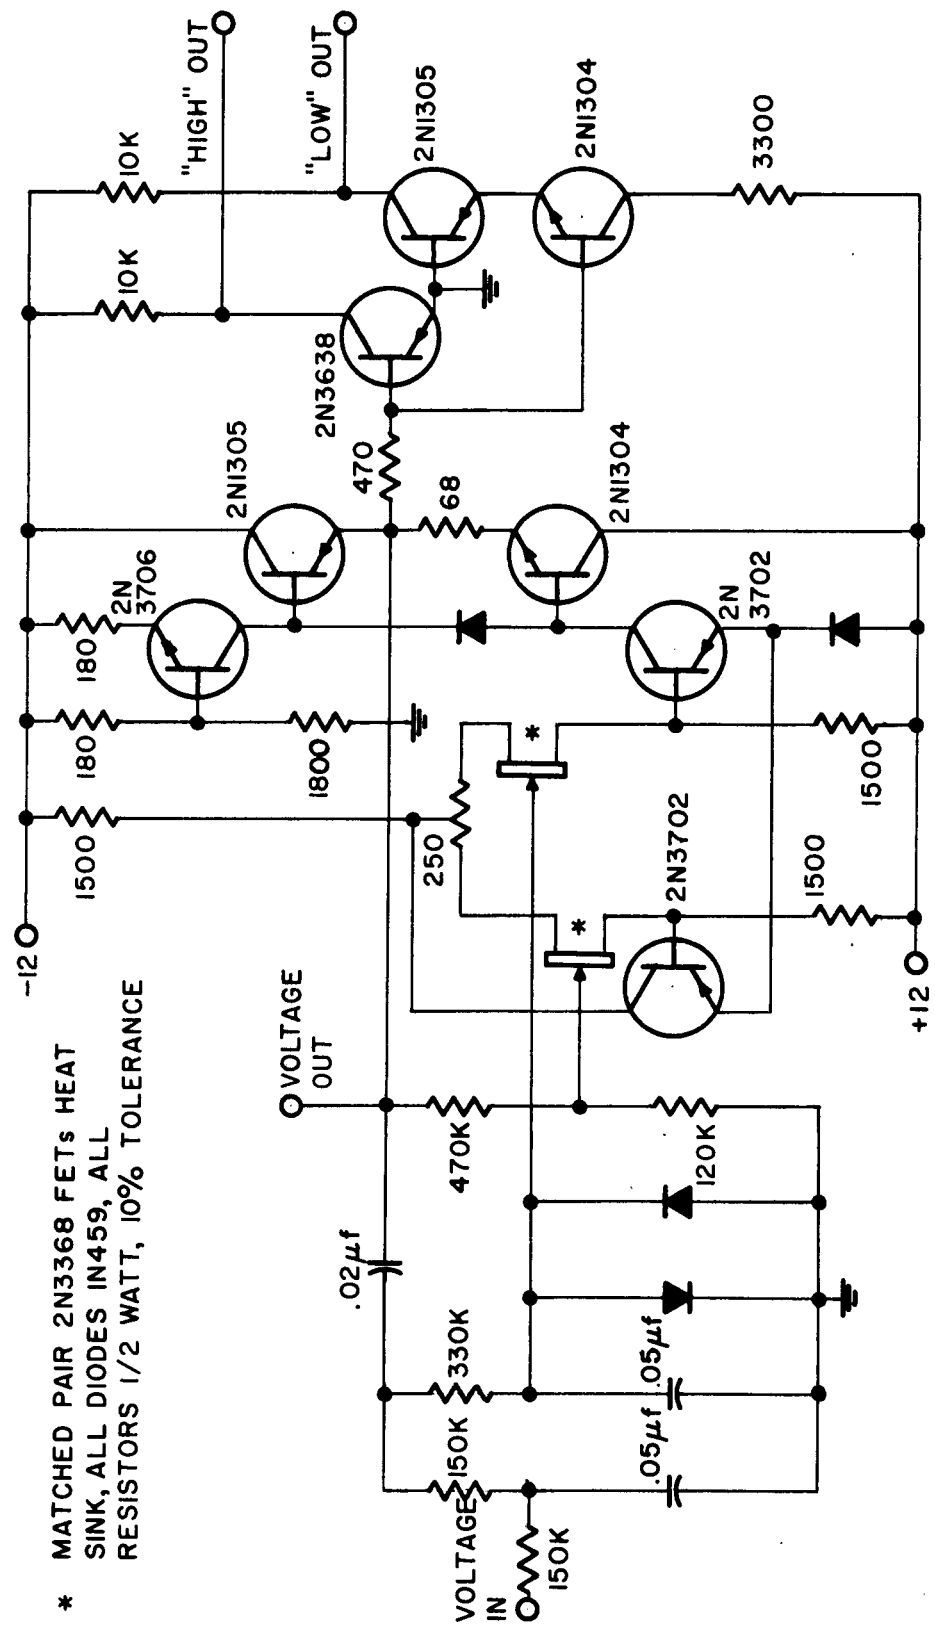 * MATCHED PAIR 2N3368 FETs HEAT
SINK, ALL DIODES IN459, ALL
RESISTORS 1/2 WATT, 10% TOLERANCE
-12
1500
180
180
2N
3706
1800
2N1305
10K
10K
"HIGH" OUT
"LOW" OUT
VOLTAGE
OUT
.02μf
250
*
*
470
2N3638
68
2N1305
2N1304
2N1304
3300
VOLTAGE
IN
150K
150K
330K
.05μf
.05μf
470K
120K
2N3702
2N
3702
1500
1500
+12